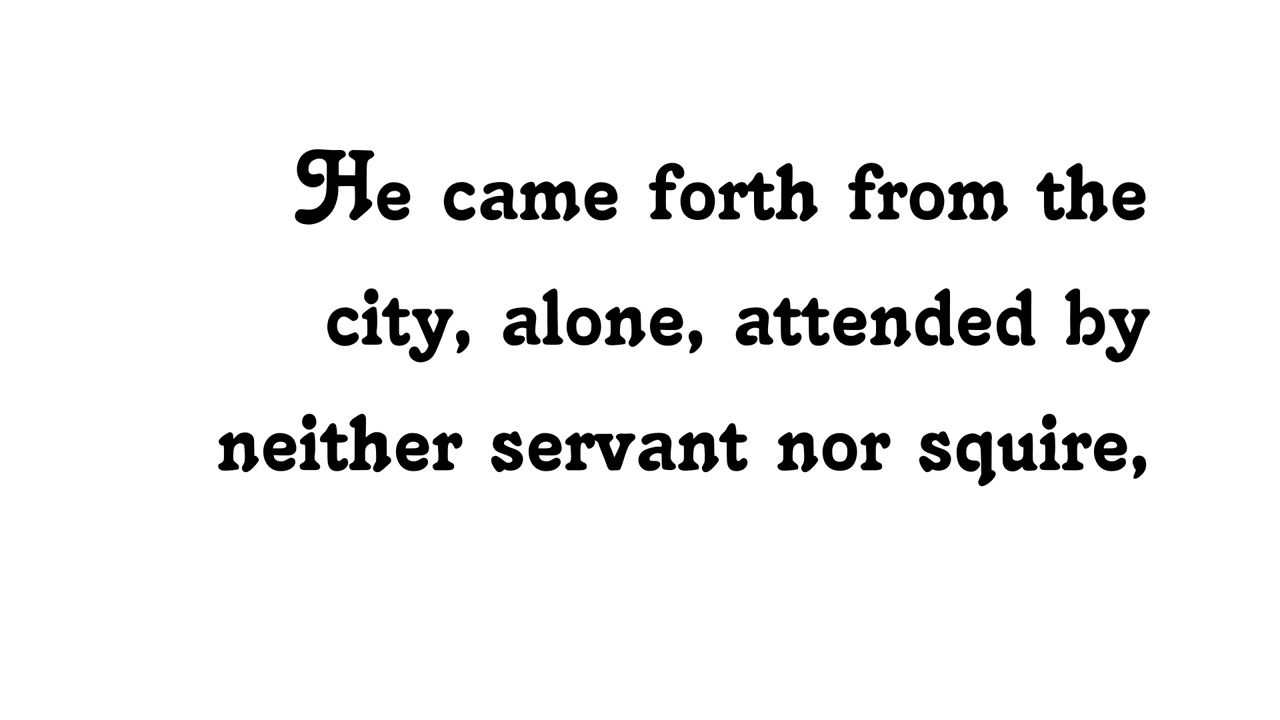 He came forth from the
city, alone, attended by
neither servant nor squire,